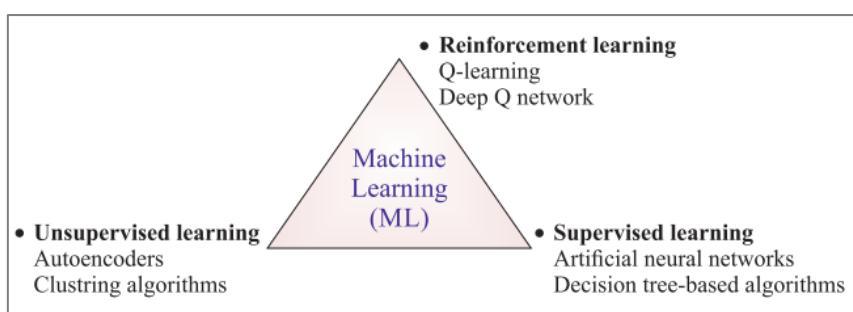 • Reinforcement learning
Q-learning
Deep Q network
Machine
Learning
(ML)
• Unsupervised learning
Autoencoders
Clustring algorithms
• Supervised learning
Artificial neural networks
Decision tree-based algorithms